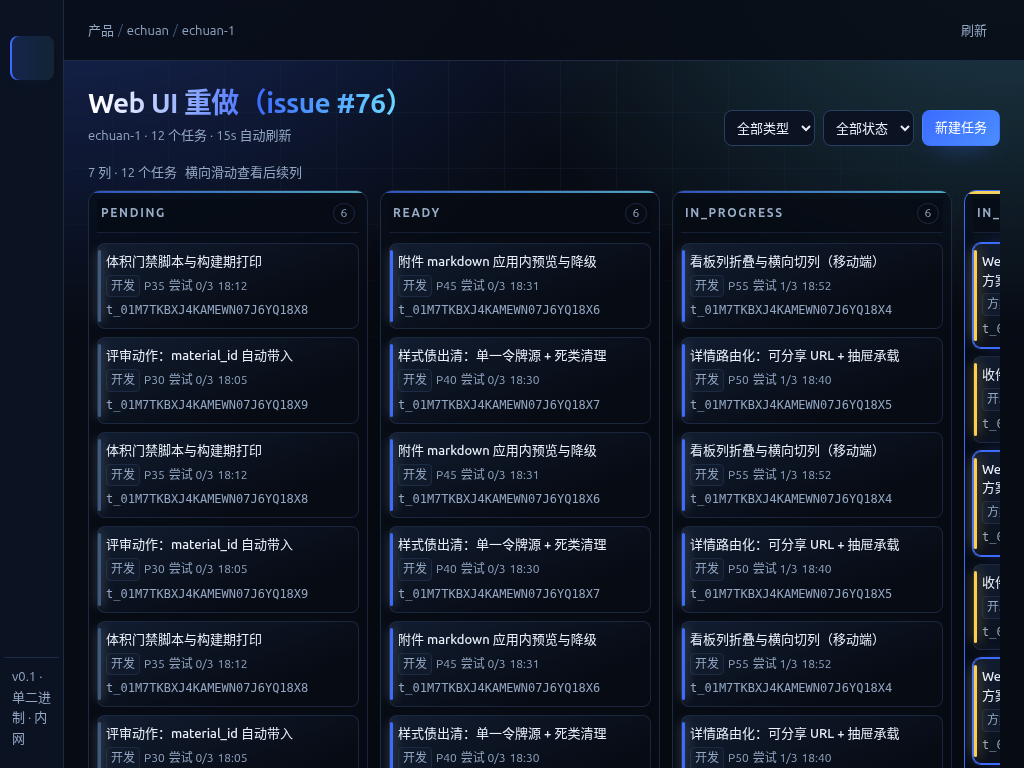 产品 / echuan / echuan-1
刷新
Web UI 重做（issue #76）
echuan-1 · 12 个任务 · 15s 自动刷新
全部类型
全部状态
新建任务
7 列 · 12 个任务 横向滑动查看后续列
PENDING
6
体积门禁脚本与构建期打印
开发 P35 尝试 0/3 18:12
t_01M7TKBXJ4KAMEWN07J6YQ18X8
评审动作：material_id 自动带入
开发 P30 尝试 0/3 18:05
t_01M7TKBXJ4KAMEWN07J6YQ18X9
体积门禁脚本与构建期打印
开发 P35 尝试 0/3 18:12
t_01M7TKBXJ4KAMEWN07J6YQ18X8
评审动作：material_id 自动带入
开发 P30 尝试 0/3 18:05
t_01M7TKBXJ4KAMEWN07J6YQ18X9
体积门禁脚本与构建期打印
开发 P35 尝试 0/3 18:12
t_01M7TKBXJ4KAMEWN07J6YQ18X8
评审动作：material_id 自动带入
开发 P30 尝试 0/3 18:05
READY
6
附件 markdown 应用内预览与降级
开发 P45 尝试 0/3 18:31
t_01M7TKBXJ4KAMEWN07J6YQ18X6
样式债出清：单一令牌源 + 死类清理
开发 P40 尝试 0/3 18:30
t_01M7TKBXJ4KAMEWN07J6YQ18X7
附件 markdown 应用内预览与降级
开发 P45 尝试 0/3 18:31
t_01M7TKBXJ4KAMEWN07J6YQ18X6
样式债出清：单一令牌源 + 死类清理
开发 P40 尝试 0/3 18:30
t_01M7TKBXJ4KAMEWN07J6YQ18X7
附件 markdown 应用内预览与降级
开发 P45 尝试 0/3 18:31
t_01M7TKBXJ4KAMEWN07J6YQ18X6
样式债出清：单一令牌源 + 死类清理
开发 P40 尝试 0/3 18:30
IN_PROGRESS
6
看板列折叠与横向切列（移动端）
开发 P55 尝试 1/3 18:52
t_01M7TKBXJ4KAMEWN07J6YQ18X4
详情路由化：可分享 URL + 抽屉承载
开发 P50 尝试 1/3 18:40
t_01M7TKBXJ4KAMEWN07J6YQ18X5
看板列折叠与横向切列（移动端）
开发 P55 尝试 1/3 18:52
t_01M7TKBXJ4KAMEWN07J6YQ18X4
详情路由化：可分享 URL + 抽屉承载
开发 P50 尝试 1/3 18:40
t_01M7TKBXJ4KAMEWN07J6YQ18X5
看板列折叠与横向切列（移动端）
开发 P55 尝试 1/3 18:52
t_01M7TKBXJ4KAMEWN07J6YQ18X4
详情路由化：可分享 URL + 抽屉承载
开发 P50 尝试 1/3 18:40
IN_
We
方案
方
收件
开
We
方案
方
收件
开
We
方案
方
v0.1 ·
单二进
制 · 内
网